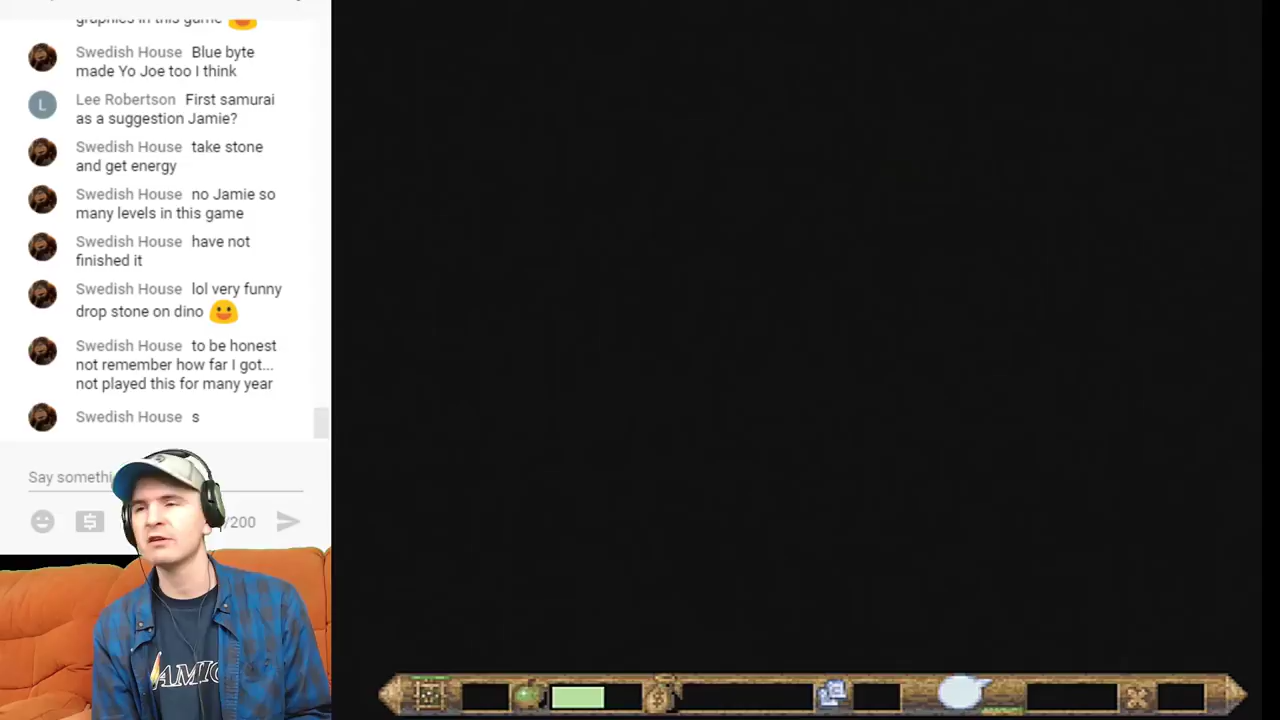 graphics in this game
Swedish House Blue byte
made Yo Joe too I think
Lee Robertson First samurai
as a suggestion Jamie?
L
Swedish House take stone
and get energy
Swedish House no Jamie so
many levels in this game
Swedish House have not
finished it
Swedish House lol very funny
drop stone on dino
Swedish House to be honest
not remember how far I got...
not played this for many year
Swedish House s
Say somethi
/200
AMIG